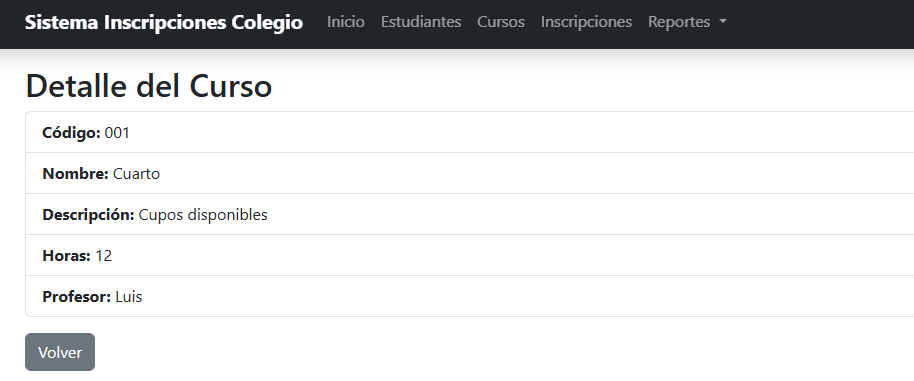 Sistema Inscripciones Colegio Inicio Estudiantes Cursos Inscripciones Reportes
Detalle del Curso
Código: 001
Nombre: Cuarto
Descripción: Cupos disponibles
Horas: 12
Profesor: Luis
Volver